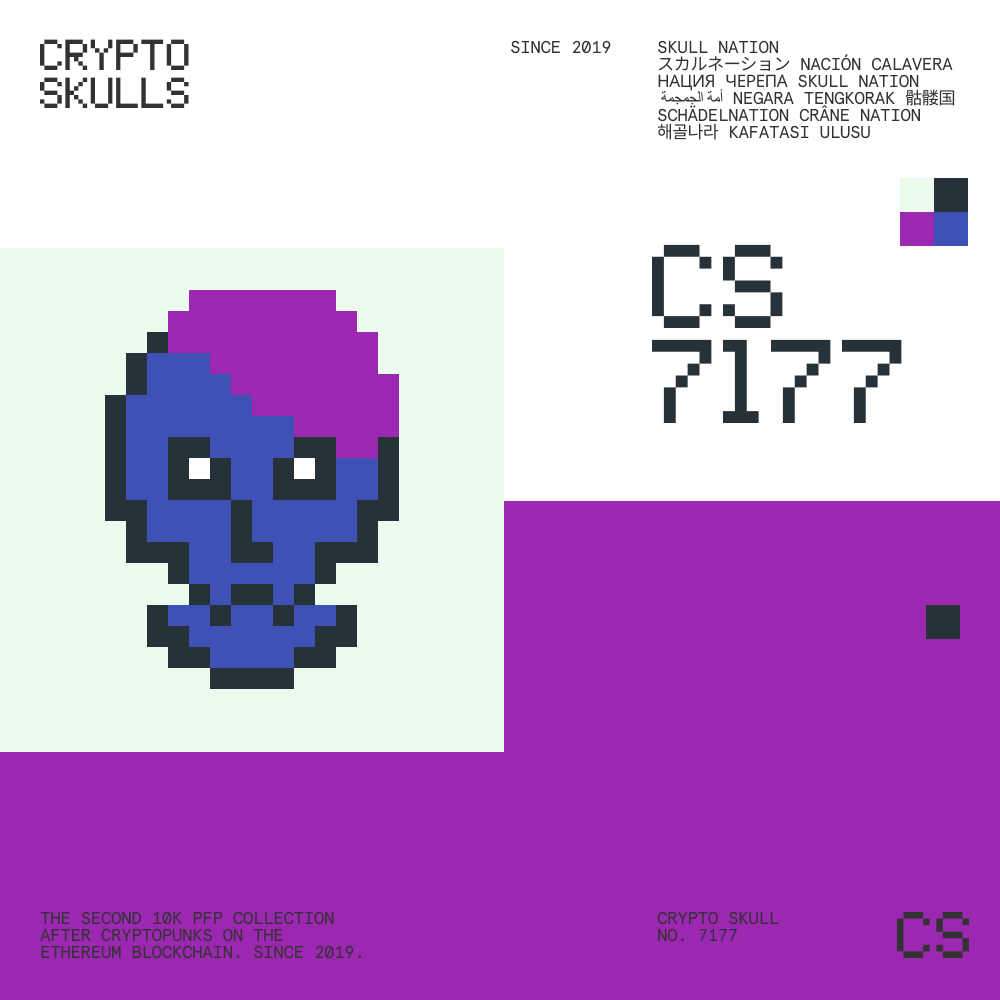 CRYPTO
SKULLS
SINCE 2019
SKULL NATION
スカルネーション NACIÓN CALAVERA
НАЦИЯ ЧЕРЕПА SKULL NATION
أمة الجمجمة NEGARA TENGKORAK 骷髅国
SCHÄDELNATION CRÂNE NATION
해골나라 KAFATASI ULUSU
CS
7177
THE SECOND 10K PFP COLLECTION
AFTER CRYPTOPUNKS ON THE
ETHEREUM BLOCKCHAIN. SINCE 2019.
CRYPTO SKULL
NO. 7177
CS